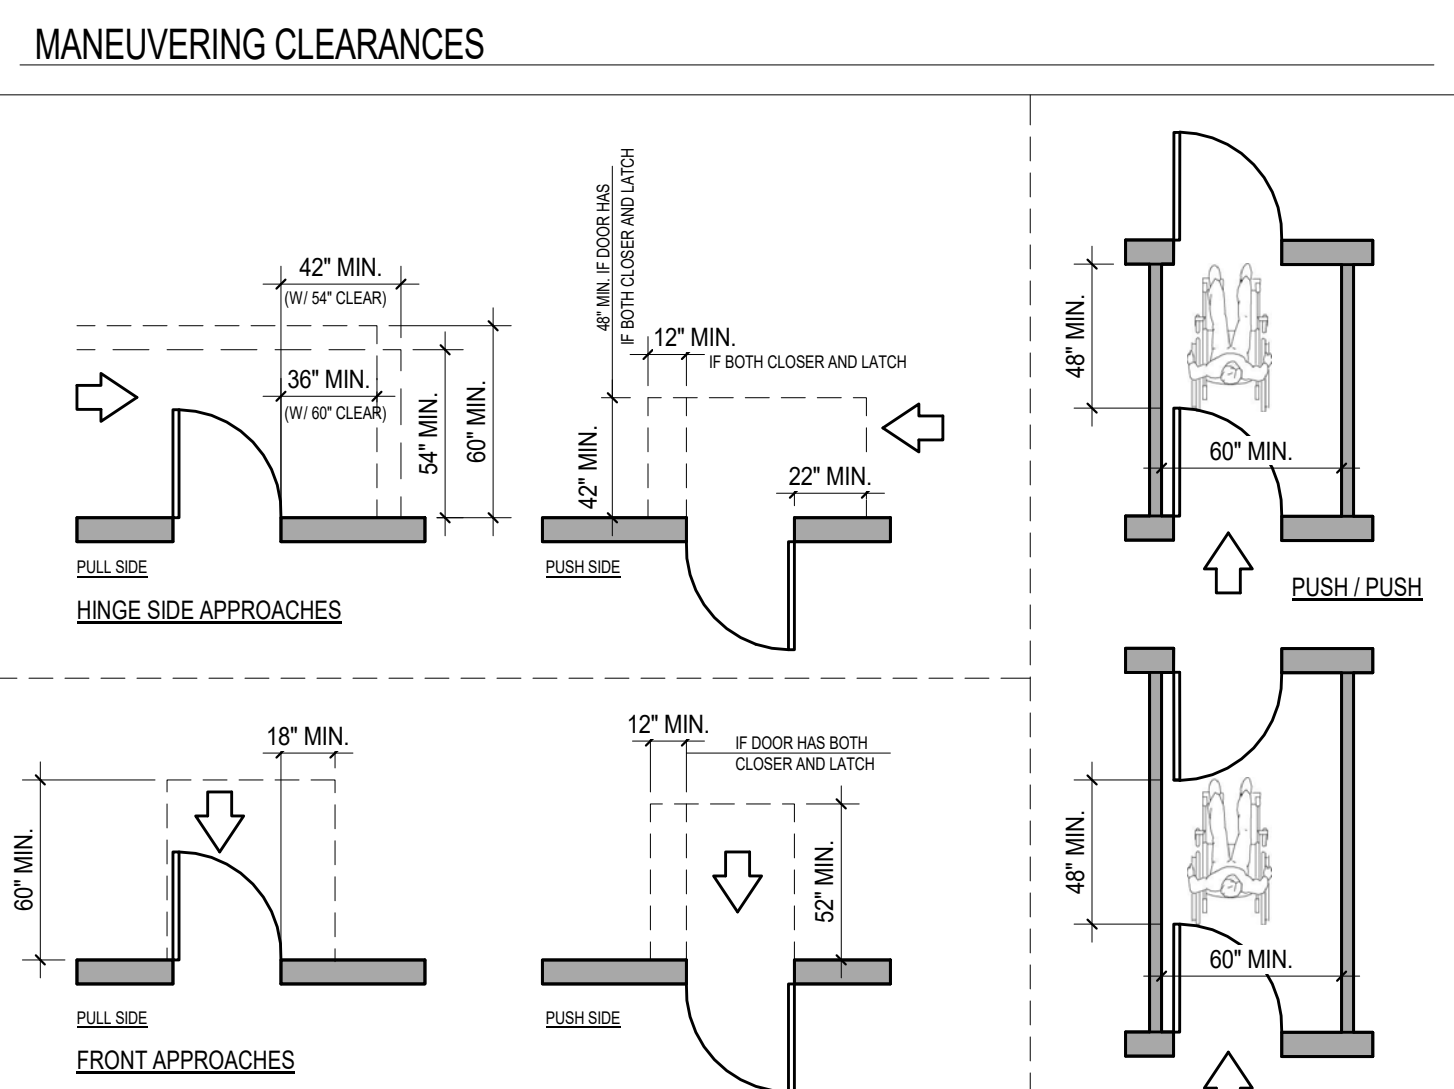 MANEUVERING CLEARANCES
42" MIN.
(W/ 54" CLEAR)
36" MIN.
(W/ 60" CLEAR)
54" MIN.
60" MIN.
PULL SIDE
HINGE SIDE APPROACHES
48" MIN. IF DOOR HAS
IF BOTH CLOSER AND LATCH
12" MIN.
IF BOTH CLOSER AND LATCH
42" MIN.
22" MIN.
PUSH SIDE
48" MIN.
60" MIN.
PUSH / PUSH
18" MIN.
60" MIN.
PULL SIDE
FRONT APPROACHES
12" MIN.
IF DOOR HAS BOTH
CLOSER AND LATCH
52" MIN.
PUSH SIDE
48" MIN.
60" MIN.